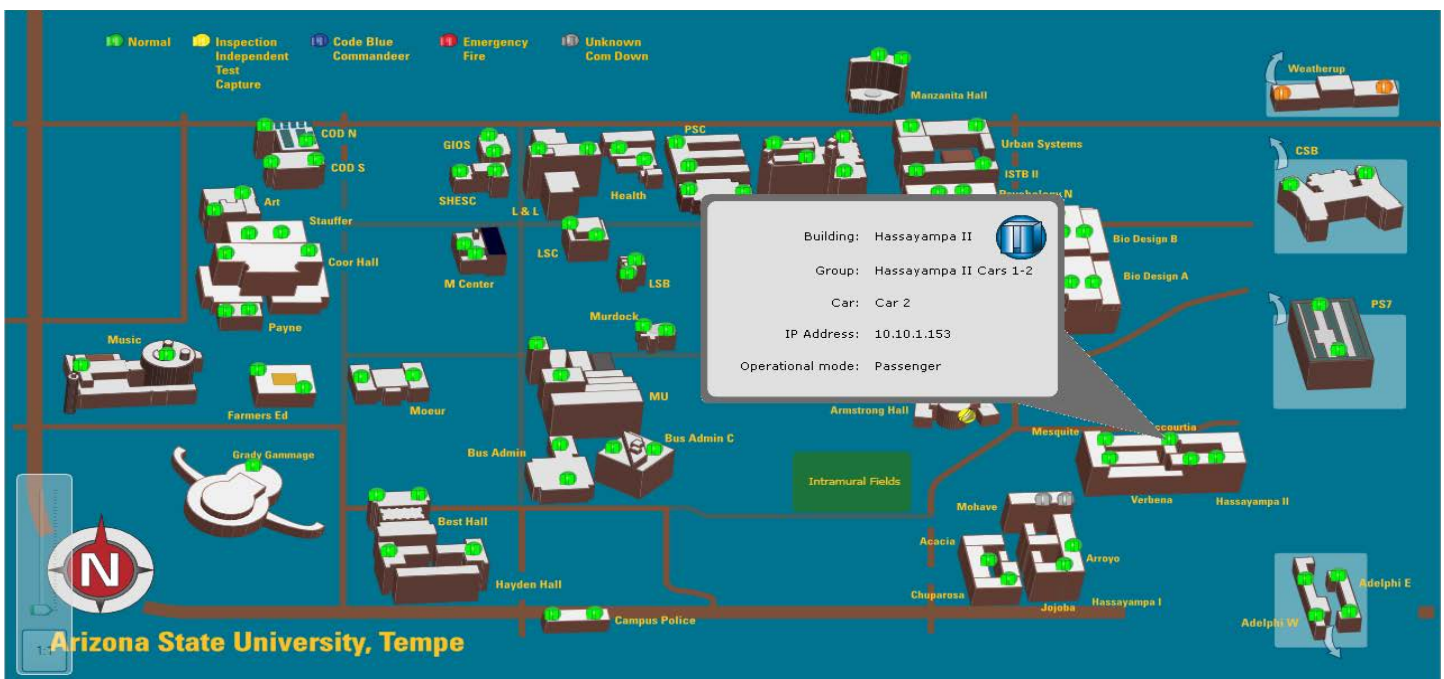 Normal
Inspection
Independent
Test
Capture
Code Blue
Commandeer
Emergency
Fire
Unknown
Com Down
Weatherup
Manzanita Hall
COD N
GIOS
PSC
Urban Systems
CSB
COD S
ISTB II
Art
SHESC
L & L
Health
Psychology N
Stauffer
Coor Hall
LSC
LSB
M Center
Bio Design B
Bio Design A
Building: Hassayampa II
Group: Hassayampa II Cars 1-2
Car: Car 2
IP Address: 10.10.1.153
Operational mode: Passenger
PS7
Payne
Murdock
Music
Farmers Ed
Moeur
MU
Armstrong Hall
Mesquite
Grady Gammage
Bus Admin
Bus Admin C
Intramural Fields
Verbena
Hassayampa II
Mohave
Best Hall
Acacia
Arroyo
Hayden Hall
Chuparosa
Jojoba
Hassayampa I
Adelphi E
Adelphi W
Campus Police
N
1:1
Arizona State University, Tempe